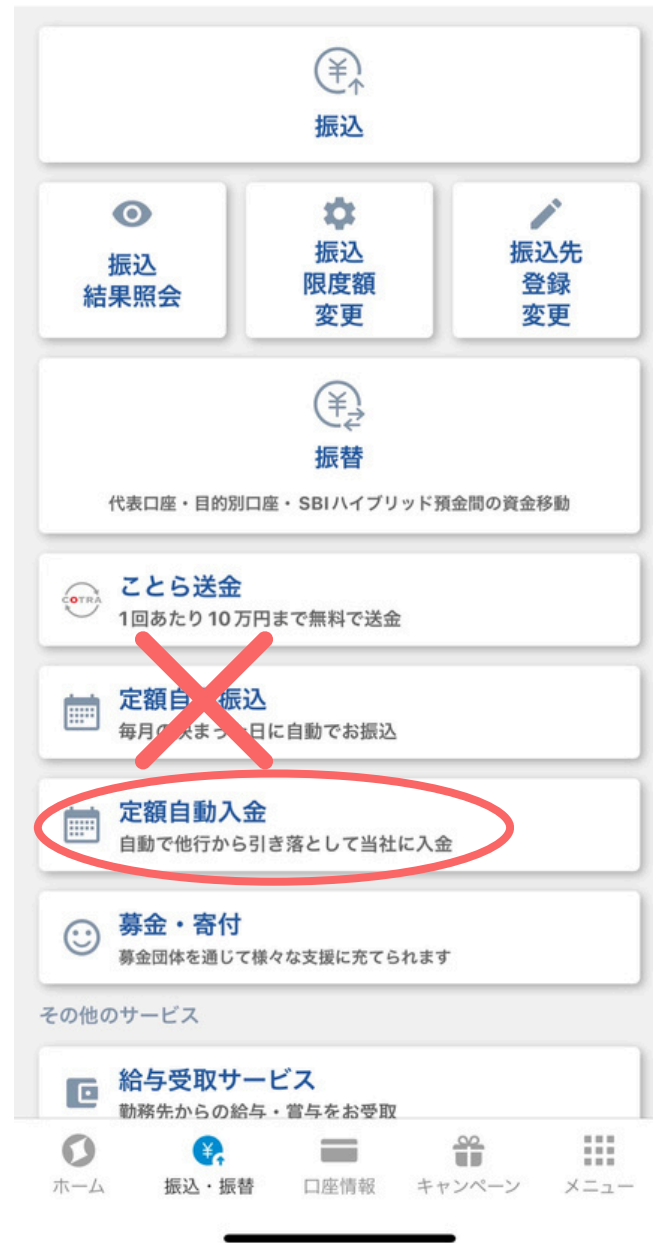 振込
振込
結果照会
振込
限度額
変更
振込先
登録
変更
振替
代表口座・目的別口座・SBIハイブリッド預金間の資金移動
COTRA
ことら送金
1回あたり10万円まで無料で送金
定額自動振込
毎月の決まった日に自動でお振込
定額自動入金
自動で他行から引き落として当社に入金
募金・寄付
募金団体を通じて様々な支援に充てられます
その他のサービス
給与受取サービス
勤務先からの給与・賞与をお受取
ホーム
振込・振替
口座情報
キャンペーン
メニュー